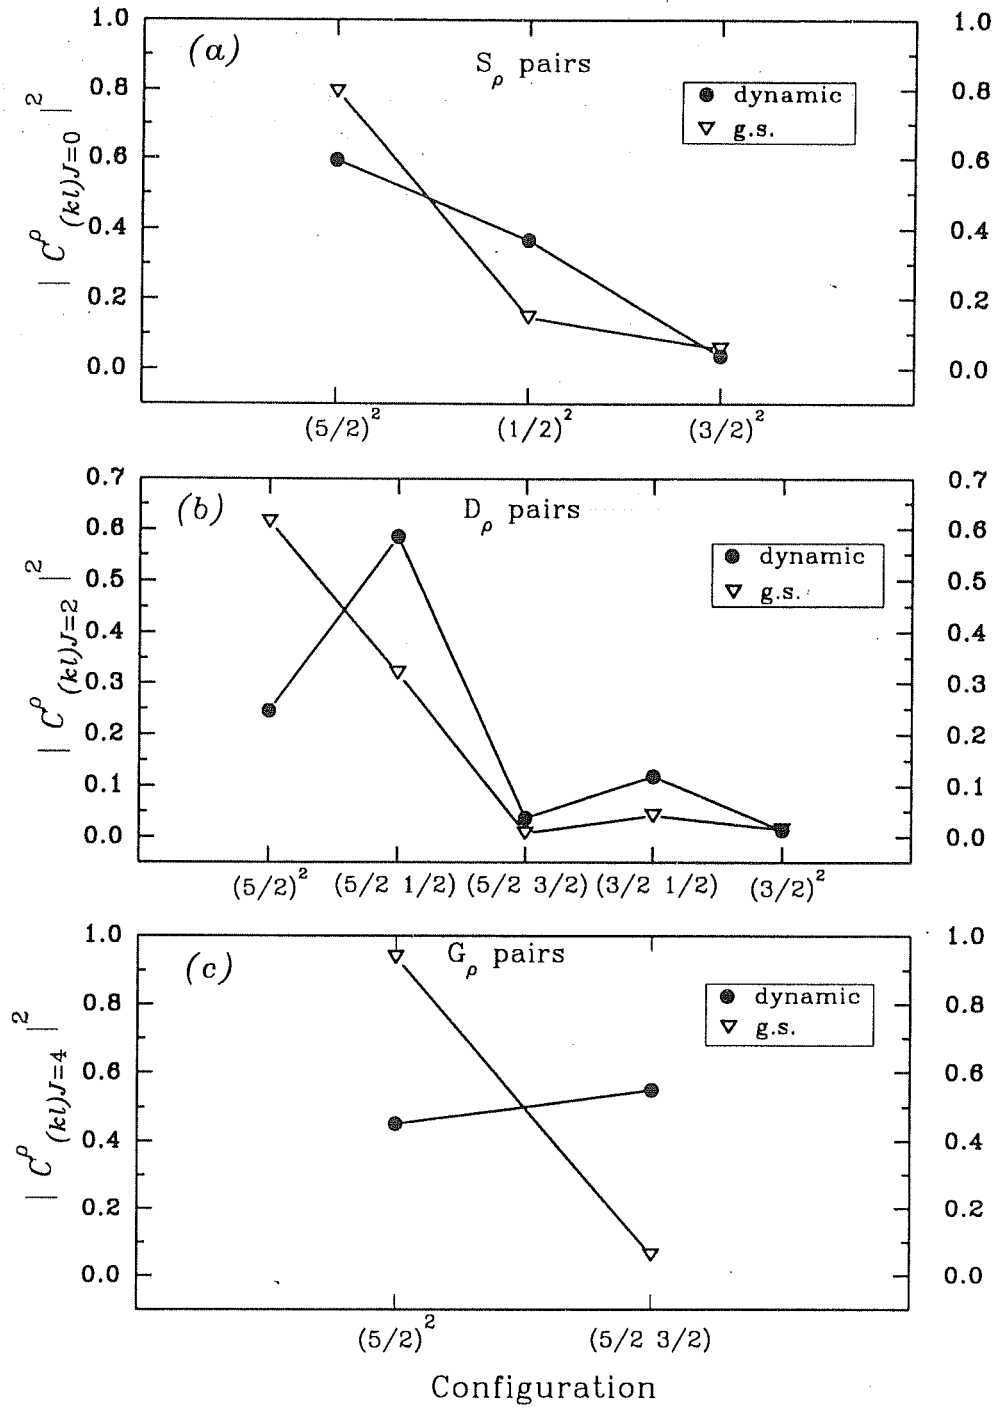 (a)
S_ρ pairs
dynamic
g.s.
| C^ρ_(kl)J=0 |^2
1.0
0.8
0.6
0.4
0.2
0.0
1.0
0.8
0.6
0.4
0.2
0.0
(5/2)^2 (1/2)^2 (3/2)^2
(b)
D_ρ pairs
dynamic
g.s.
| C^ρ_(kl)J=2 |^2
0.7
0.6
0.5
0.4
0.3
0.2
0.1
0.0
0.7
0.6
0.5
0.4
0.3
0.2
0.1
0.0
(5/2)^2 (5/2 1/2) (5/2 3/2) (3/2 1/2) (3/2)^2
(c)
G_ρ pairs
dynamic
g.s.
| C^ρ_(kl)J=4 |^2
1.0
0.8
0.6
0.4
0.2
0.0
1.0
0.8
0.6
0.4
0.2
0.0
(5/2)^2 (5/2 3/2)
Configuration